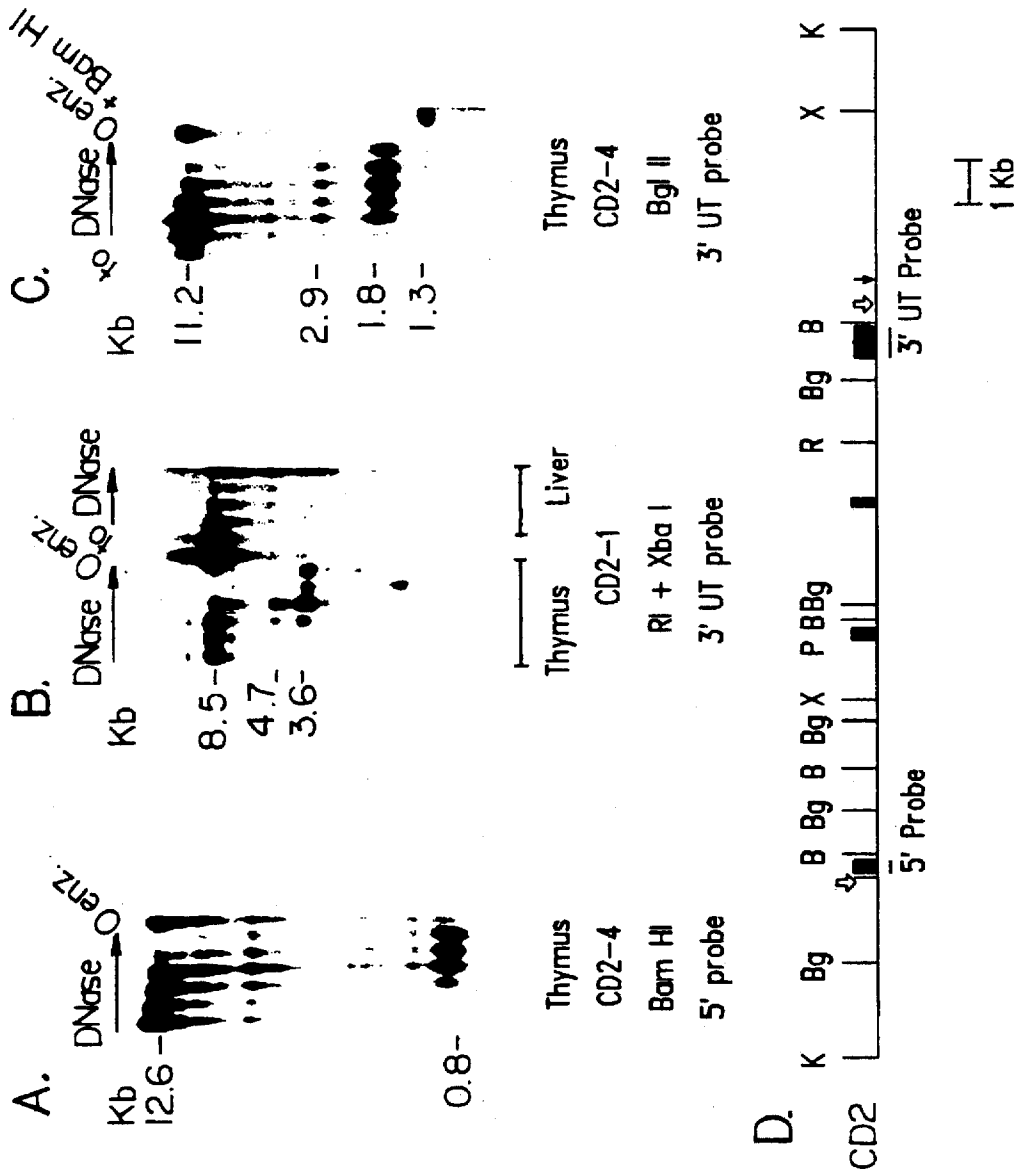 A.
DNase
O enz.
Kb
12.6-
0.8-
Thymus
CD2-4
Bam HI
5' probe
B.
DNase
O enz.
fo
DNase
Kb
8.5-
4.7-
3.6-
Thymus
Liver
CD2-1
RI + Xba I
3' UT probe
C.
fo
DNase
O enz.
+ Bam HI
Kb
11.2-
2.9-
1.8-
1.3-
Thymus
CD2-4
Bgl II
3' UT probe
D.
K Bg B Bg B Bg X P B Bg R Bg B X K
CD2
5' Probe
3' UT Probe
1 Kb